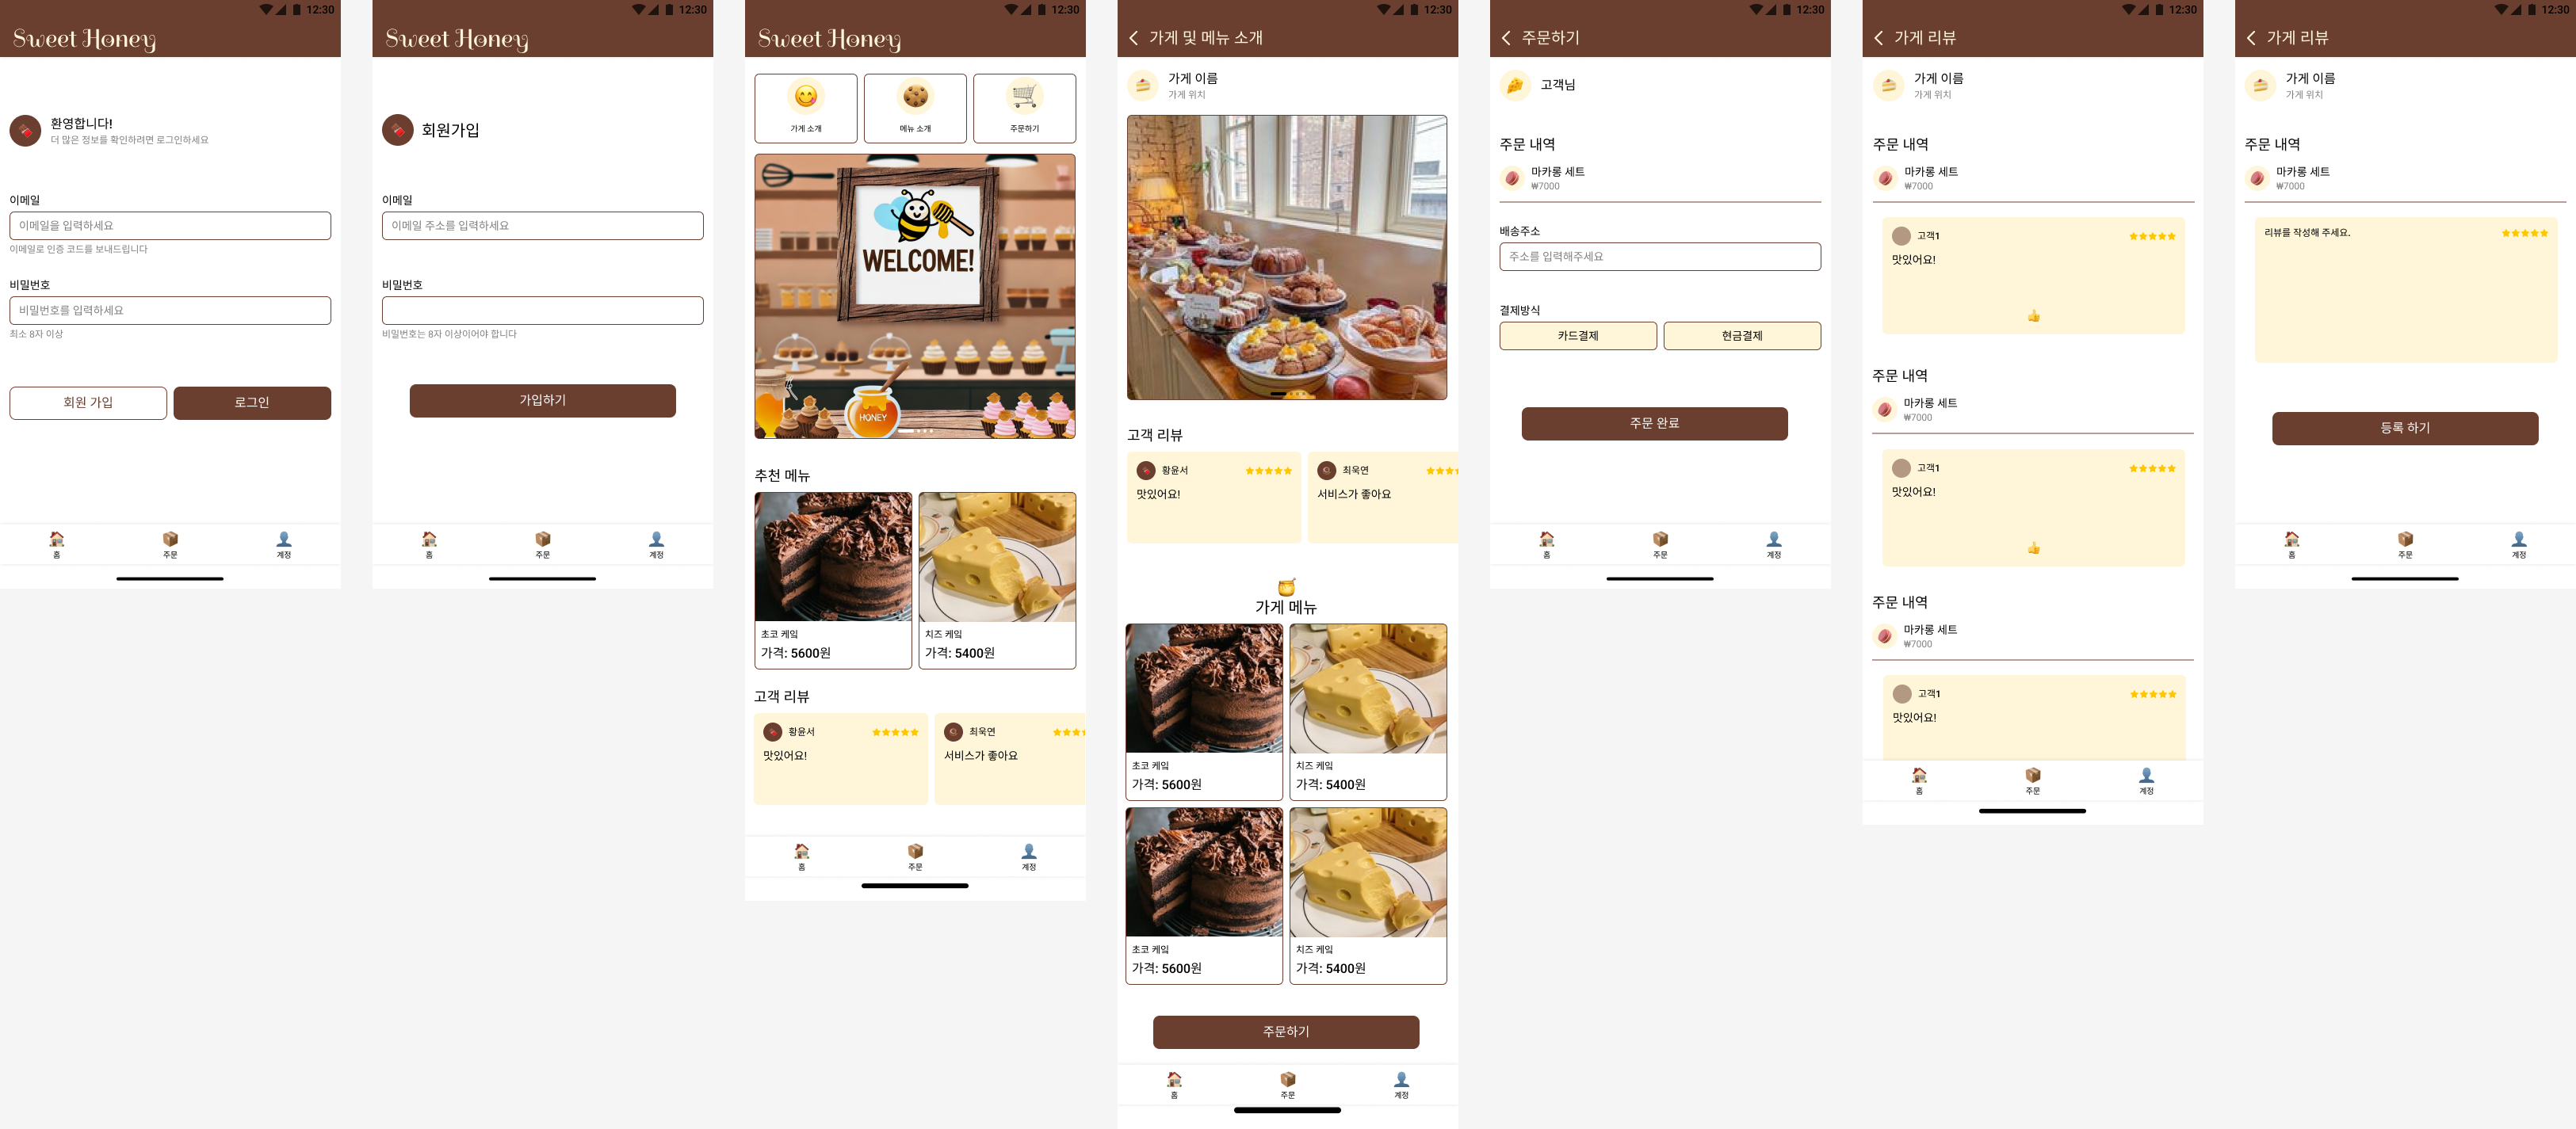 12:30
Sweet Honey
환영합니다!
더 많은 정보를 확인하려면 로그인하세요
이메일
이메일을 입력하세요
이메일로 인증 코드를 보내드립니다
비밀번호
비밀번호를 입력하세요
최소 8자 이상
회원 가입
로그인
홈
주문
계정
12:30
Sweet Honey
회원가입
이메일
이메일 주소를 입력하세요
비밀번호
비밀번호는 8자 이상이어야 합니다
가입하기
홈
주문
계정
12:30
Sweet Honey
가게 소개
메뉴 소개
주문하기
WELCOME!
HONEY
추천 메뉴
초코 케잌
가격: 5600원
치즈 케잌
가격: 5400원
고객 리뷰
황윤서
맛있어요!
최욱연
서비스가 좋아요
홈
주문
계정
12:30
가게 및 메뉴 소개
가게 이름
가게 위치
고객 리뷰
황윤서
맛있어요!
최욱연
서비스가 좋아요
가게 메뉴
초코 케잌
가격: 5600원
치즈 케잌
가격: 5400원
초코 케잌
가격: 5600원
치즈 케잌
가격: 5400원
주문하기
홈
주문
계정
12:30
주문하기
고객님
주문 내역
마카롱 세트
₩7000
배송주소
주소를 입력해주세요
결제방식
카드결제
현금결제
주문 완료
홈
주문
계정
12:30
가게 리뷰
가게 이름
가게 위치
주문 내역
마카롱 세트
₩7000
고객1
맛있어요!
주문 내역
마카롱 세트
₩7000
고객1
맛있어요!
주문 내역
마카롱 세트
₩7000
고객1
맛있어요!
홈
주문
계정
12:30
가게 리뷰
가게 이름
가게 위치
주문 내역
마카롱 세트
₩7000
리뷰를 작성해 주세요.
등록 하기
홈
주문
계정